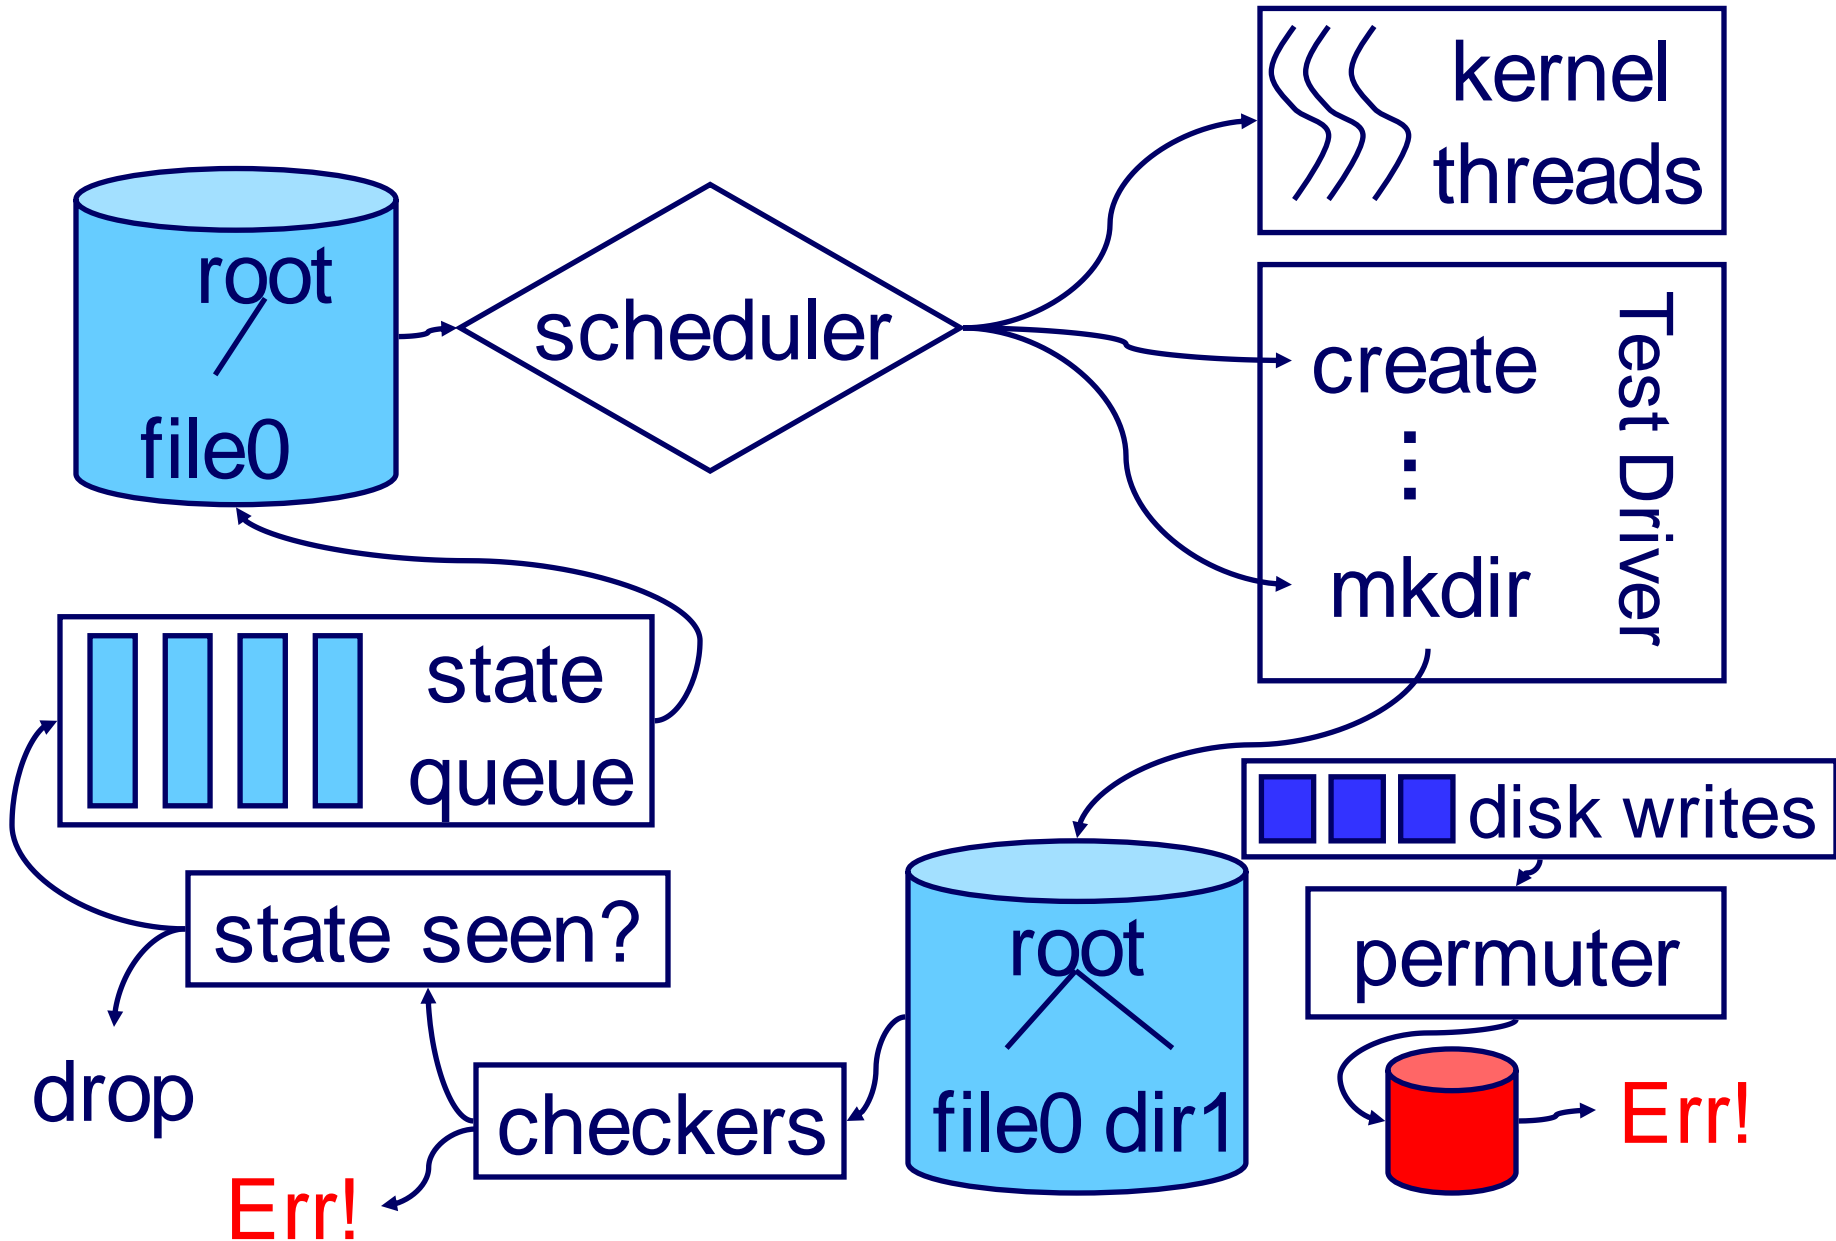 kernel
threads
root
file0
scheduler
create
mkdir
Test Driver
state
queue
disk writes
state seen?
root
file0 dir1
permuter
drop
checkers
Err!
Err!